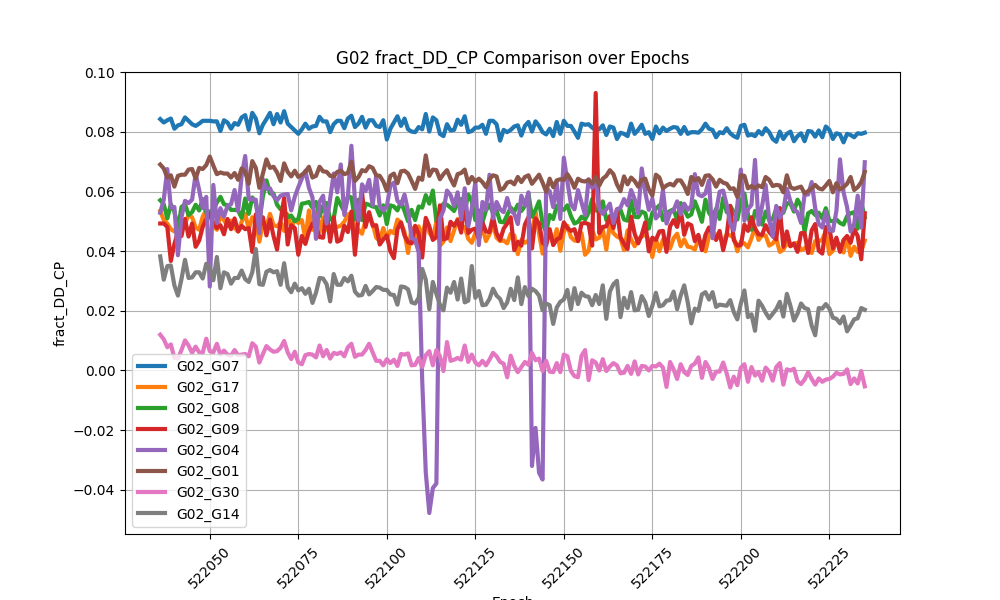 G02 fract_DD_CP Comparison over Epochs
fract_DD_CP
0.10
0.08
0.06
0.04
0.02
0.00
−0.02
−0.04
G02_G07
G02_G17
G02_G08
G02_G09
G02_G04
G02_G01
G02_G30
G02_G14
522050
522075
522100
522125
522150
522175
522200
522225
Epoch